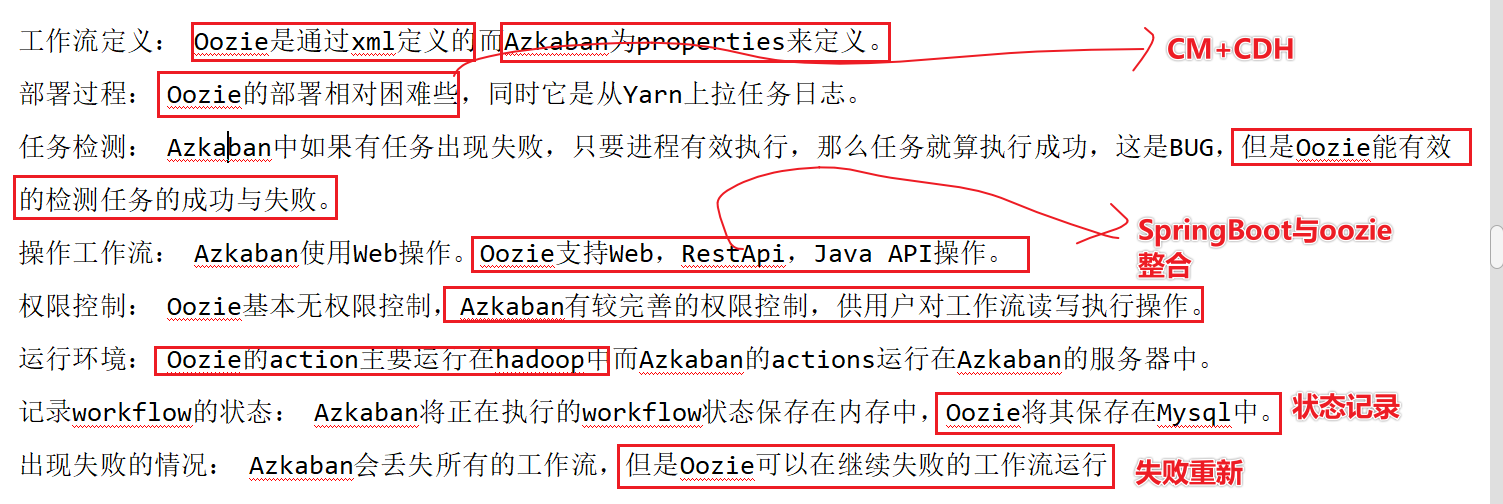 工作流定义： Oozie是通过xml定义的而Azkaban为properties来定义。
CM+CDH
部署过程： Oozie的部署相对困难些，同时它是从Yarn上拉任务日志。
任务检测： Azkaban中如果有任务出现失败，只要进程有效执行，那么任务就算执行成功，这是BUG，但是Oozie能有效
的检测任务的成功与失败。
操作工作流： Azkaban使用Web操作。Oozie支持Web，RestApi，Java API操作。
SpringBoot与oozie
整合
权限控制： Oozie基本无权限控制，Azkaban有较完善的权限控制，供用户对工作流读写执行操作。
运行环境： Oozie的action主要运行在hadoop中而Azkaban的actions运行在Azkaban的服务器中。
记录workflow的状态： Azkaban将正在执行的workflow状态保存在内存中，Oozie将其保存在Mysql中。
状态记录
出现失败的情况： Azkaban会丢失所有的工作流，但是Oozie可以在继续失败的工作流运行
失败重新